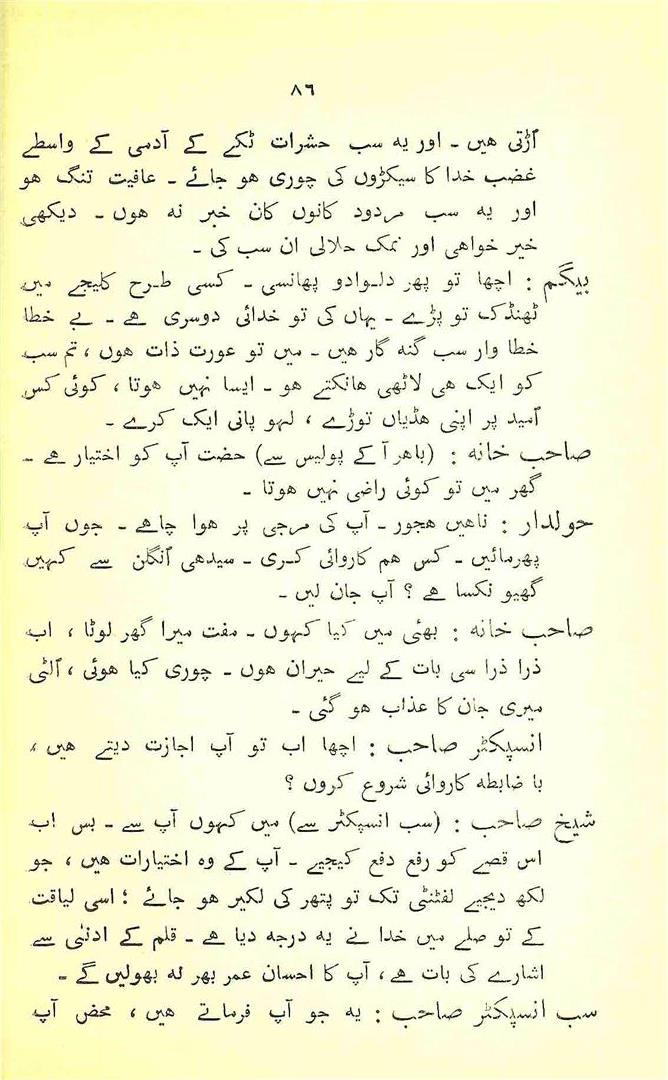 ٨٦
اُڑتی ہیں ۔ اور یہ سب حشرات ٹکے کے آدمی کے واسطے
غضب خدا کا سیکڑوں کی چوری ہو جائے ۔ عافیت تنگ ہو
اور یہ سب مردود کانوں کان خبر نہ ہوں ۔ دیکھی
خیر خواہی اور نمک حلالی ان سب کی ۔
بیگم : اچھا تو پھر دلوادو پھانسی ۔ کسی طرح کلیجے میں
ٹھنڈک تو پڑے ۔ یہاں کی تو خدائی دوسری ہے ۔ بے خطا
خطا وار سب گنہ گار ہیں ۔ میں تو عورت ذات ہوں ، تم سب
کو ایک ہی لاٹھی ہانکتے ہو ۔ ایسا نہیں ہوتا ، کوئی کس
اُمید پر اپنی ہڈیاں توڑے ، لہو پانی ایک کرے ۔
صاحب خانہ : (باہر آ کے پولیس سے) حضت آپ کو اختیار ہے ۔
گھر میں تو کوئی راضی نہیں ہوتا ۔
حولدار : ناہیں ہجور ۔ آپ کی مرجی پر ہوا چاہے ۔ جوں آپ
پھرمائیں ۔ کس ہم کاروائی کری ۔ سیدھی اُنگلن سے کہیں
گھیو نکسا ہے ؟ آپ جان لیں ۔
صاحب خانہ : بھئی میں کیا کہوں ۔ مفت میرا گھر لوٹا ، اب
ذرا ذرا سی بات کے لیے حیران ہوں ۔ چوری کیا ہوئی ، اُلٹی
میری جان کا عذاب ہو گئی ۔
انسپکٹر صاحب : اچھا اب تو آپ اجازت دیتے ہیں ،
با ضابطہ کاروائی شروع کروں ؟
شیخ صاحب : (سب انسپکٹر سے) میں کہوں آپ سے ۔ بس اب
اس قصے کو رفع دفع کیجیے ۔ آپ کے وہ اختیارات ہیں ، جو
لکھ دیجیے لفٹنٹی تک تو پتھر کی لکیر ہو جائے ؛ اسی لیاقت
کے تو صلے میں خدا نے یہ درجہ دیا ہے ۔ قلم کے ادنیٰ سے
اشارے کی بات ہے ، آپ کا احسان عمر بھر نہ بھولیں گے ۔
سب انسپکٹر صاحب : یہ جو آپ فرماتے ہیں ، محض آپ